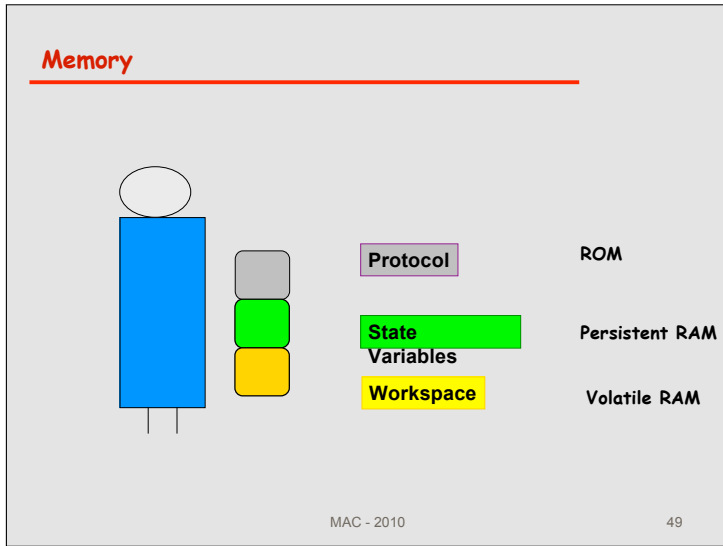 Memory
Protocol
ROM
State
Variables
Persistent RAM
Workspace
Volatile RAM
MAC - 2010
49